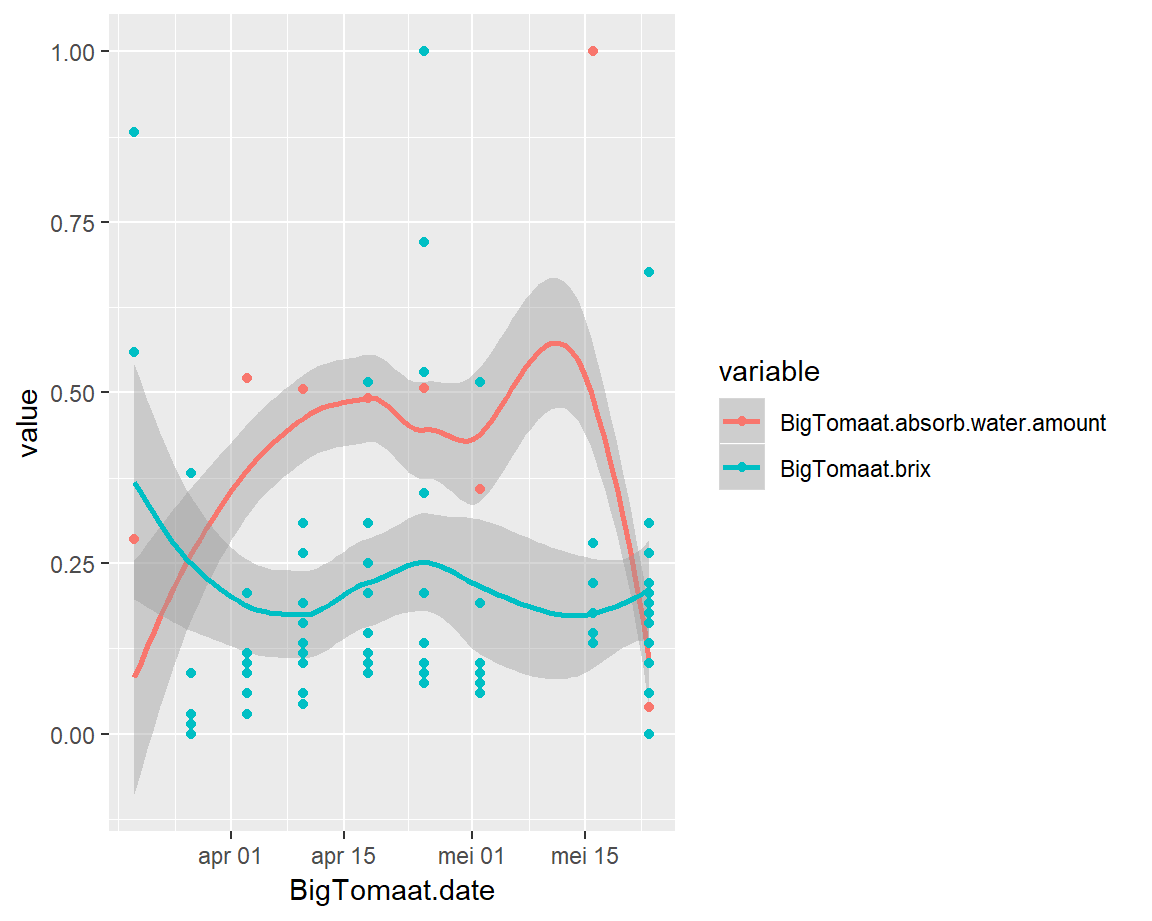 1.00
0.75
0.50
0.25
0.00
value
apr 01
apr 15
mei 01
mei 15
BigTomaat.date
variable
BigTomaat.absorb.water.amount
BigTomaat.brix